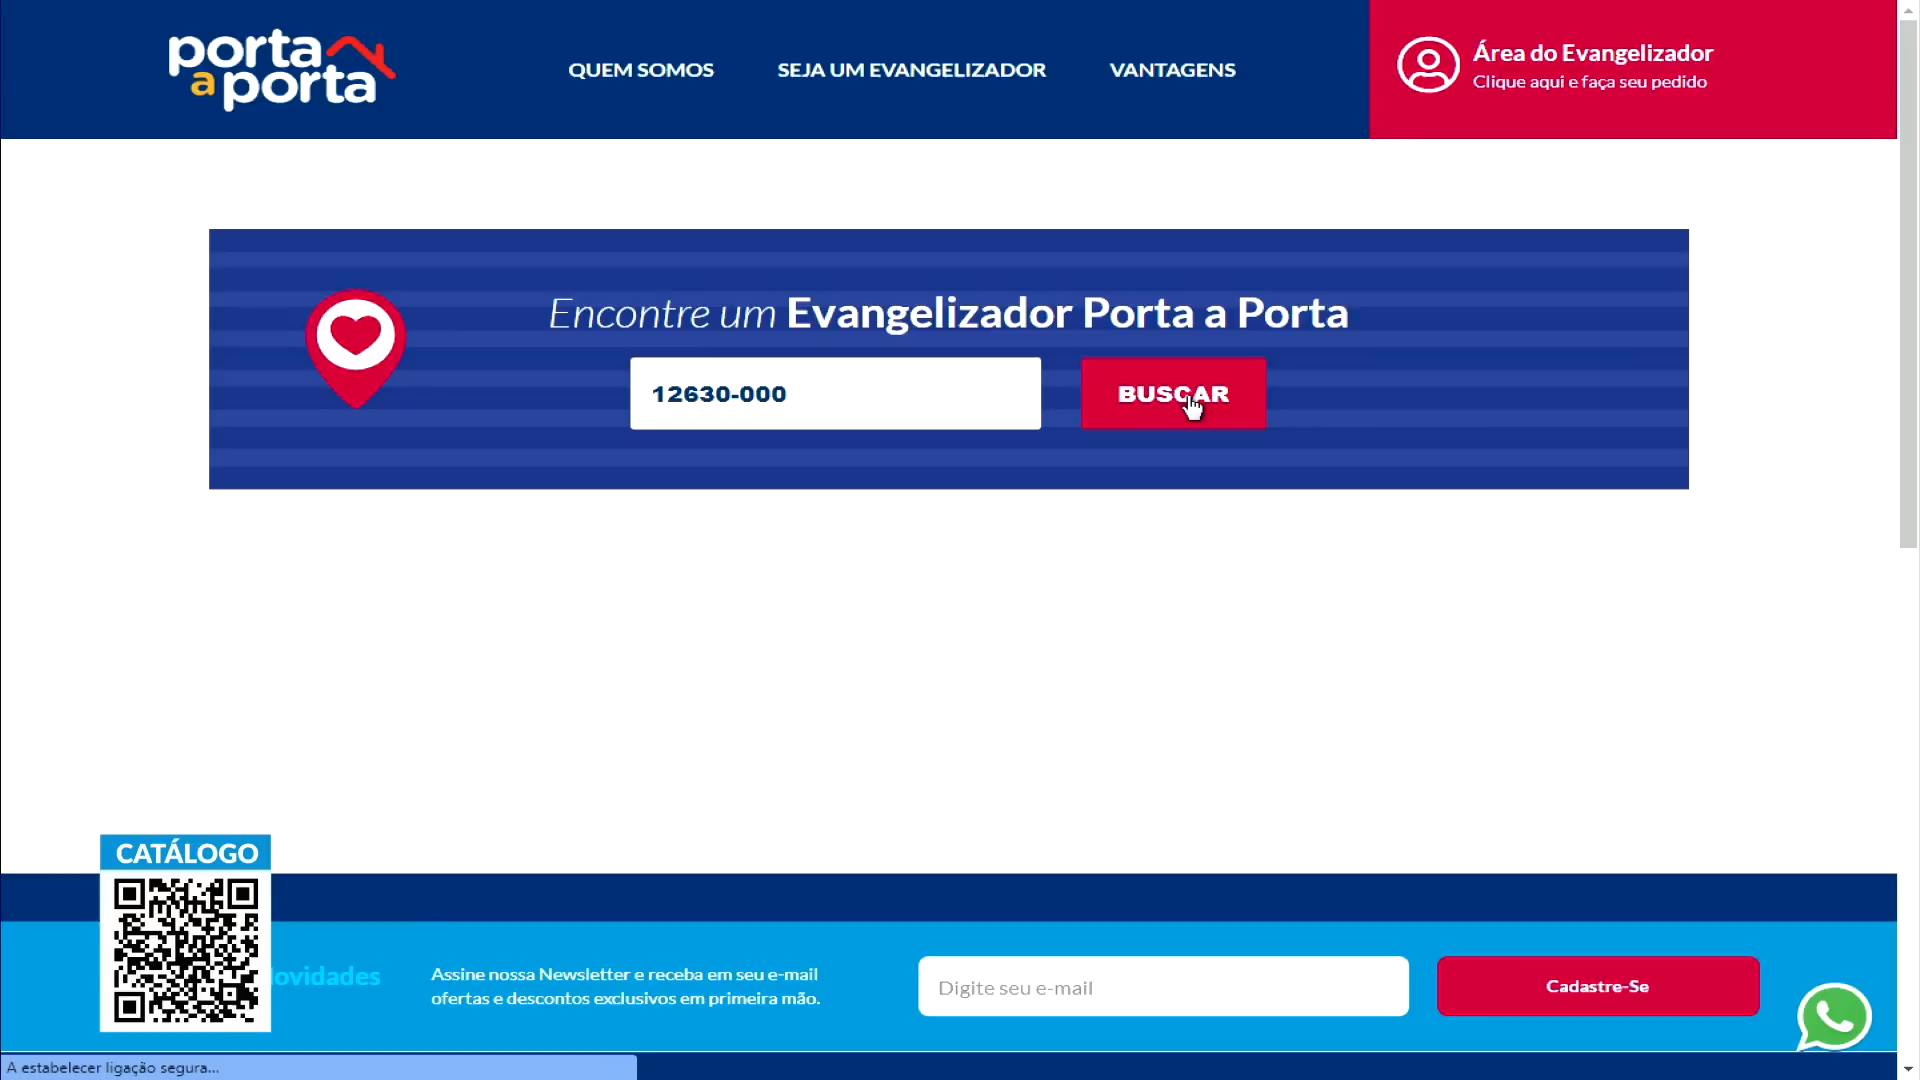 porta
a porta
QUEM SOMOS
SEJA UM EVANGELIZADOR
VANTAGENS
Área do Evangelizador
Clique aqui e faça seu pedido
Encontre um Evangelizador Porta a Porta
12630-000
BUSCAR
CATÁLOGO
ovidades
Assine nossa Newsletter e receba em seu e-mail
ofertas e descontos exclusivos em primeira mão.
Digite seu e-mail
Cadastre-Se
A estabelecer ligação segura...